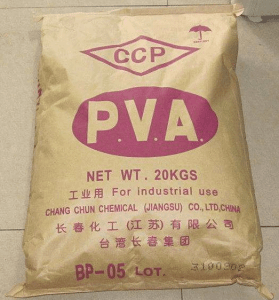 CCP
P.V.A.
NET WT. 20KGS
工业用 For industrial use
CHANG CHUN CHEMICAL (JIANGSU) CO., LTD, CHINA
长春化工(江苏)有限公司
台湾长春集团
BP-05 LOT.